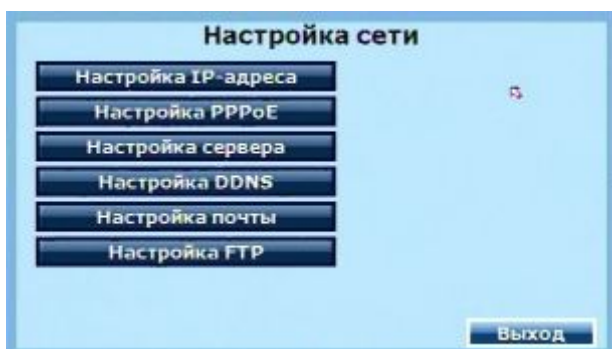 Настройка сети
Настройка IP-адреса
Настройка PPPoE
Настройка сервера
Настройка DDNS
Настройка почты
Настройка FTP
Выход